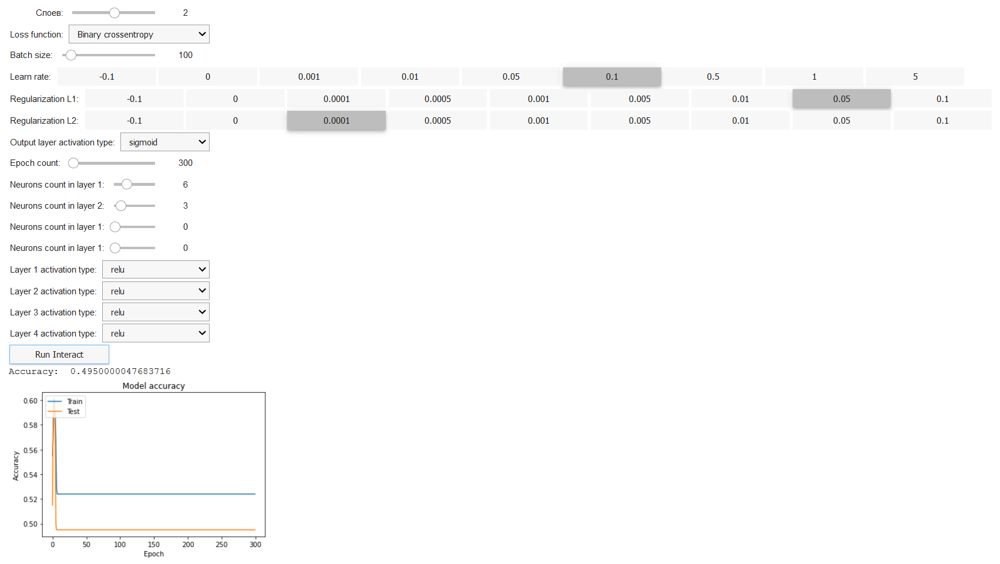 Слоев: 2
Loss function: Binary crossentropy
Batch size: 100
Learn rate: -0.1 0 0.001 0.01 0.05 0.1 0.5 1 5
Regularization L1: -0.1 0 0.0001 0.0005 0.001 0.005 0.01 0.05 0.1
Regularization L2: -0.1 0 0.0001 0.0005 0.001 0.005 0.01 0.05 0.1
Output layer activation type: sigmoid
Epoch count: 300
Neurons count in layer 1: 6
Neurons count in layer 2: 3
Neurons count in layer 1: 0
Neurons count in layer 1: 0
Layer 1 activation type: relu
Layer 2 activation type: relu
Layer 3 activation type: relu
Layer 4 activation type: relu
Run Interact
Accuracy: 0.4950000047683716
Model accuracy
Train
Test
0.60
0.58
0.56
0.54
0.52
0.50
Accuracy
0 50 100 150 200 250 300
Epoch